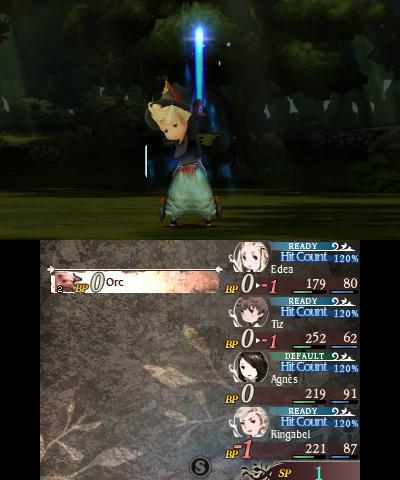 READY
Hit Count 120%
Edea
BP 0 -1 179 80
2 BP 0 Orc
READY
Hit Count 120%
Tiz
BP 0 -1 252 62
DEFAULT
Hit Count 120%
Agnès
BP 0 219 91
READY
Hit Count 120%
Ringabel
BP -1 221 87
S
SP 1